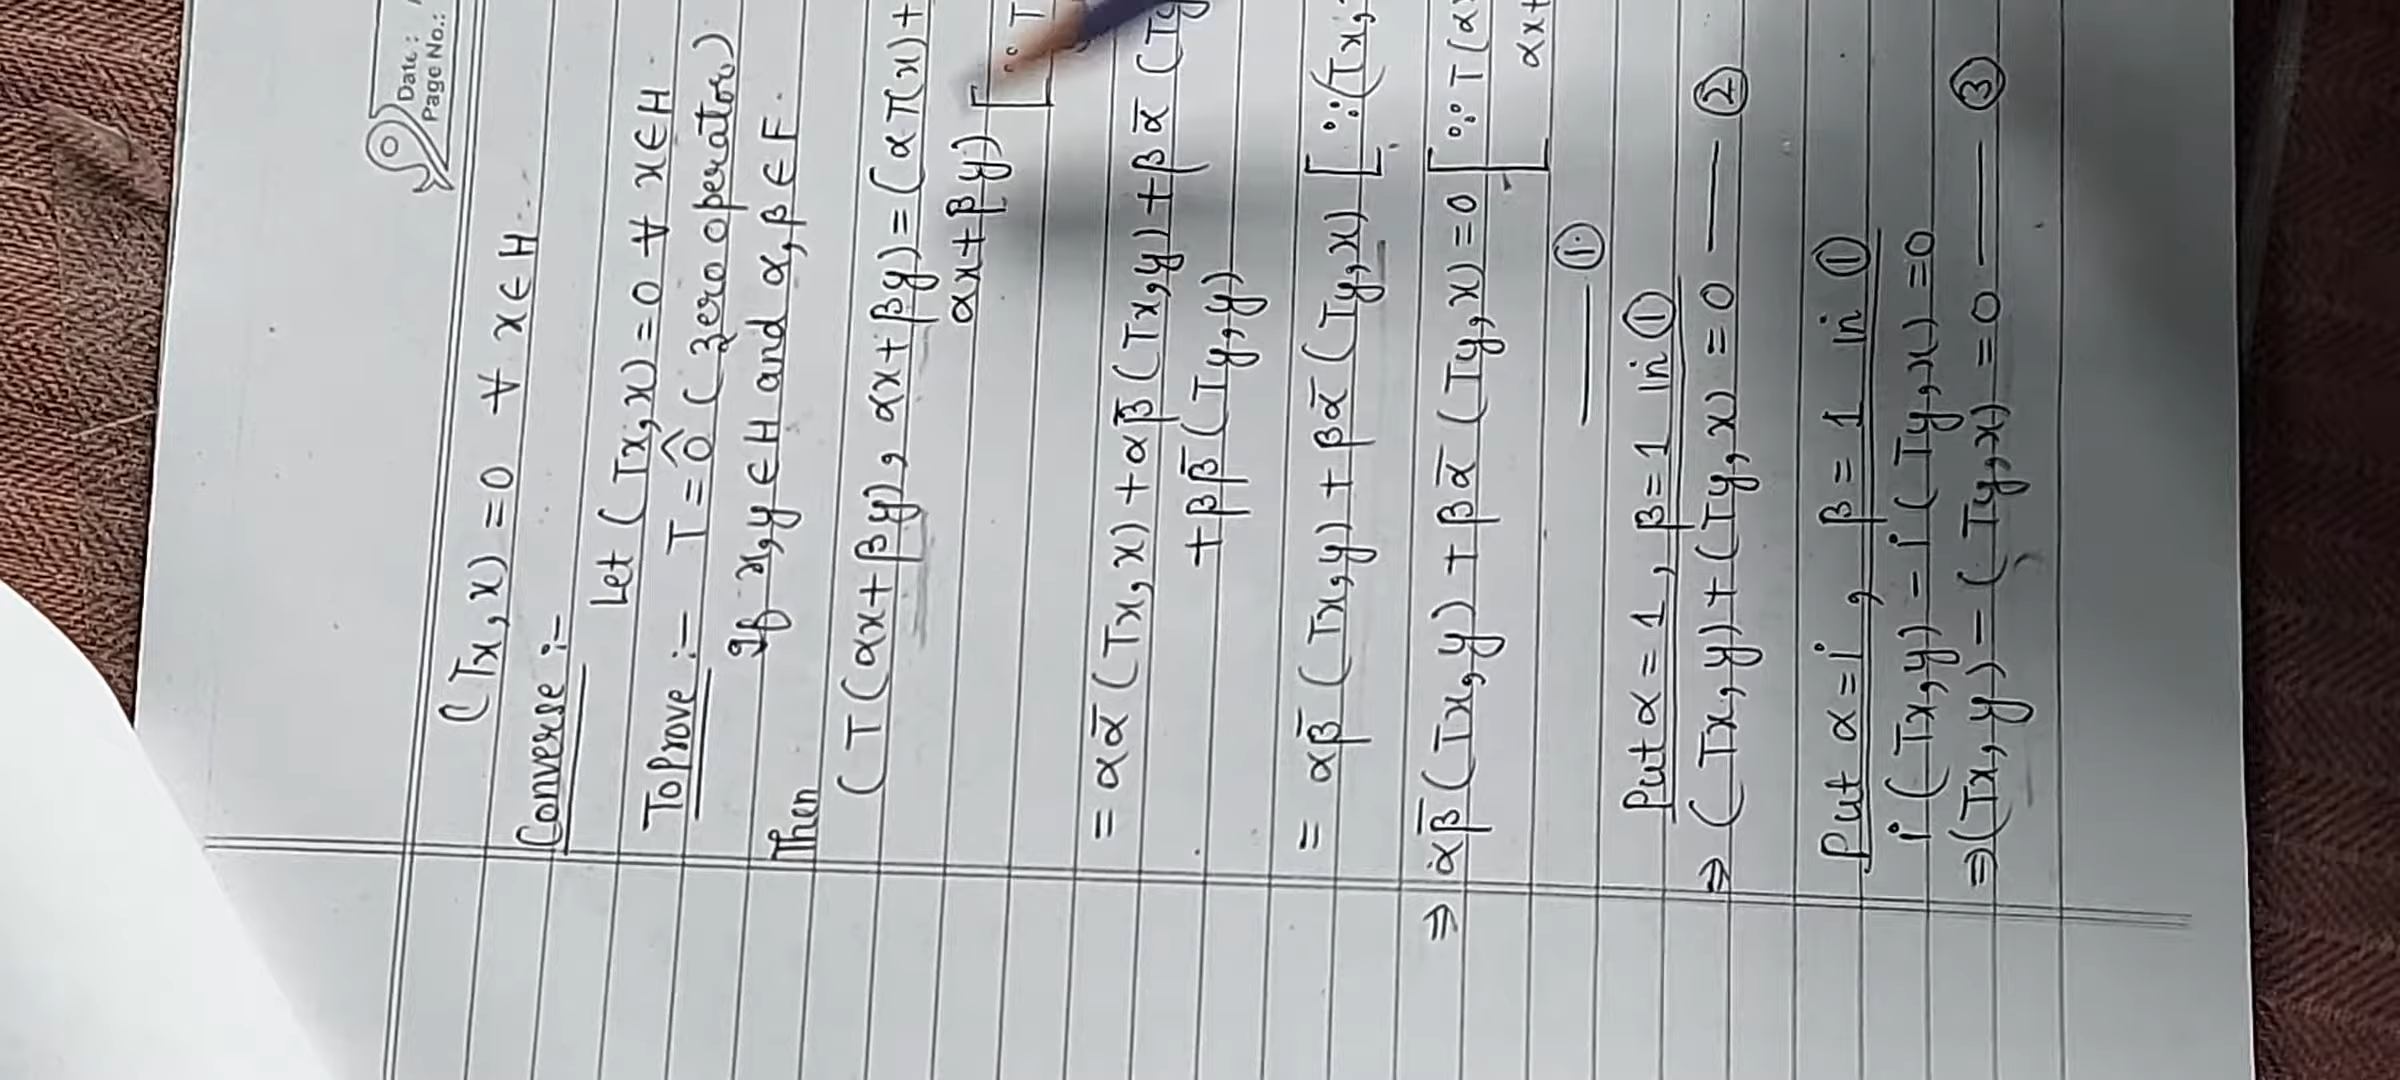 Date :
Page No.:
(Tx, x) = 0 ∀ x ∈ H
Converse :-
Let (Tx, x) = 0 ∀ x ∈ H
To Prove :- T = ô (zero operator)
If x, y ∈ H and α, β ∈ F.
Then
(T(αx + βy), αx + βy) = (αT(x) +
αx + βy) [∵ T
= αᾱ (Tx, x) + αβ̄ (Tx, y) + βᾱ (Ty
+ ββ̄ (Ty, y)
= αβ̄ (Tx, y) + βᾱ (Ty, x) [∵ (Tx,
⇒ αβ̄ (Tx, y) + βᾱ (Ty, x) = 0 [∵ T(αx
αx+
—— ①
Put α = 1, β = 1 in ①
⇒ (Tx, y) + (Ty, x) = 0 —— ②
Put α = i, β = 1 in ①
i (Tx, y) - i (Ty, x) = 0
⇒ (Tx, y) - (Ty, x) = 0 —— ③